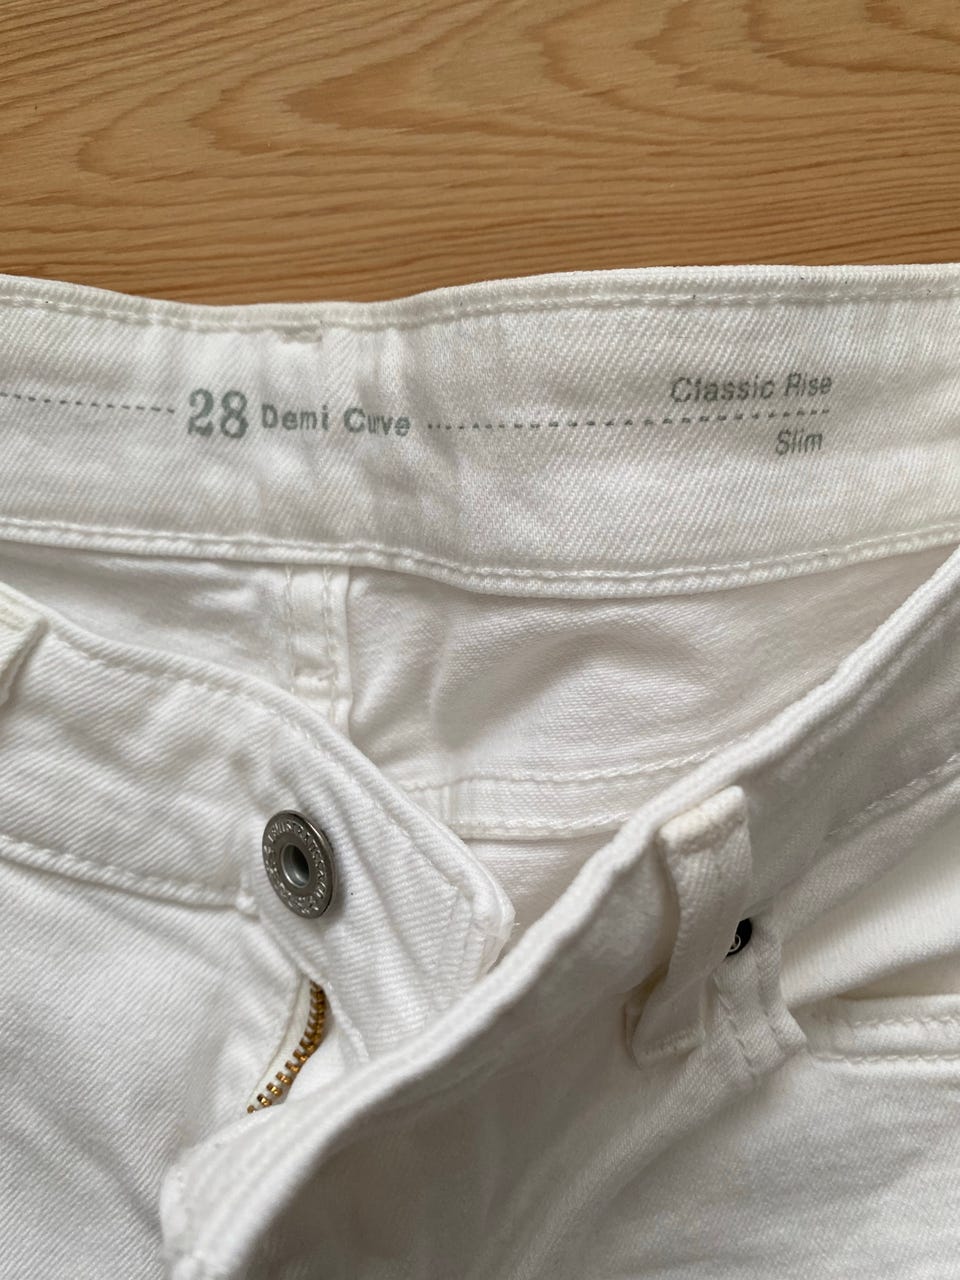 28 Demi Curve
Classic Rise
Slim